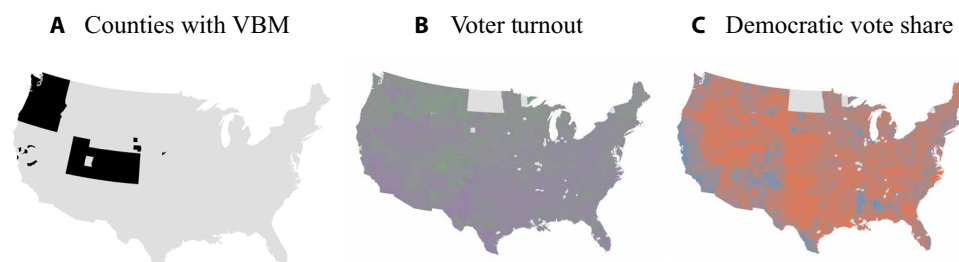 A Counties with VBM
B Voter turnout
C Democratic vote share